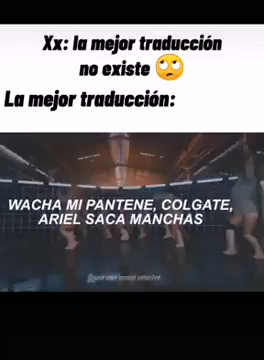 Xx: la mejor traducción
no existe 🙄
La mejor traducción:
WACHA MI PANTENE, COLGATE,
ARIEL SACA MANCHAS